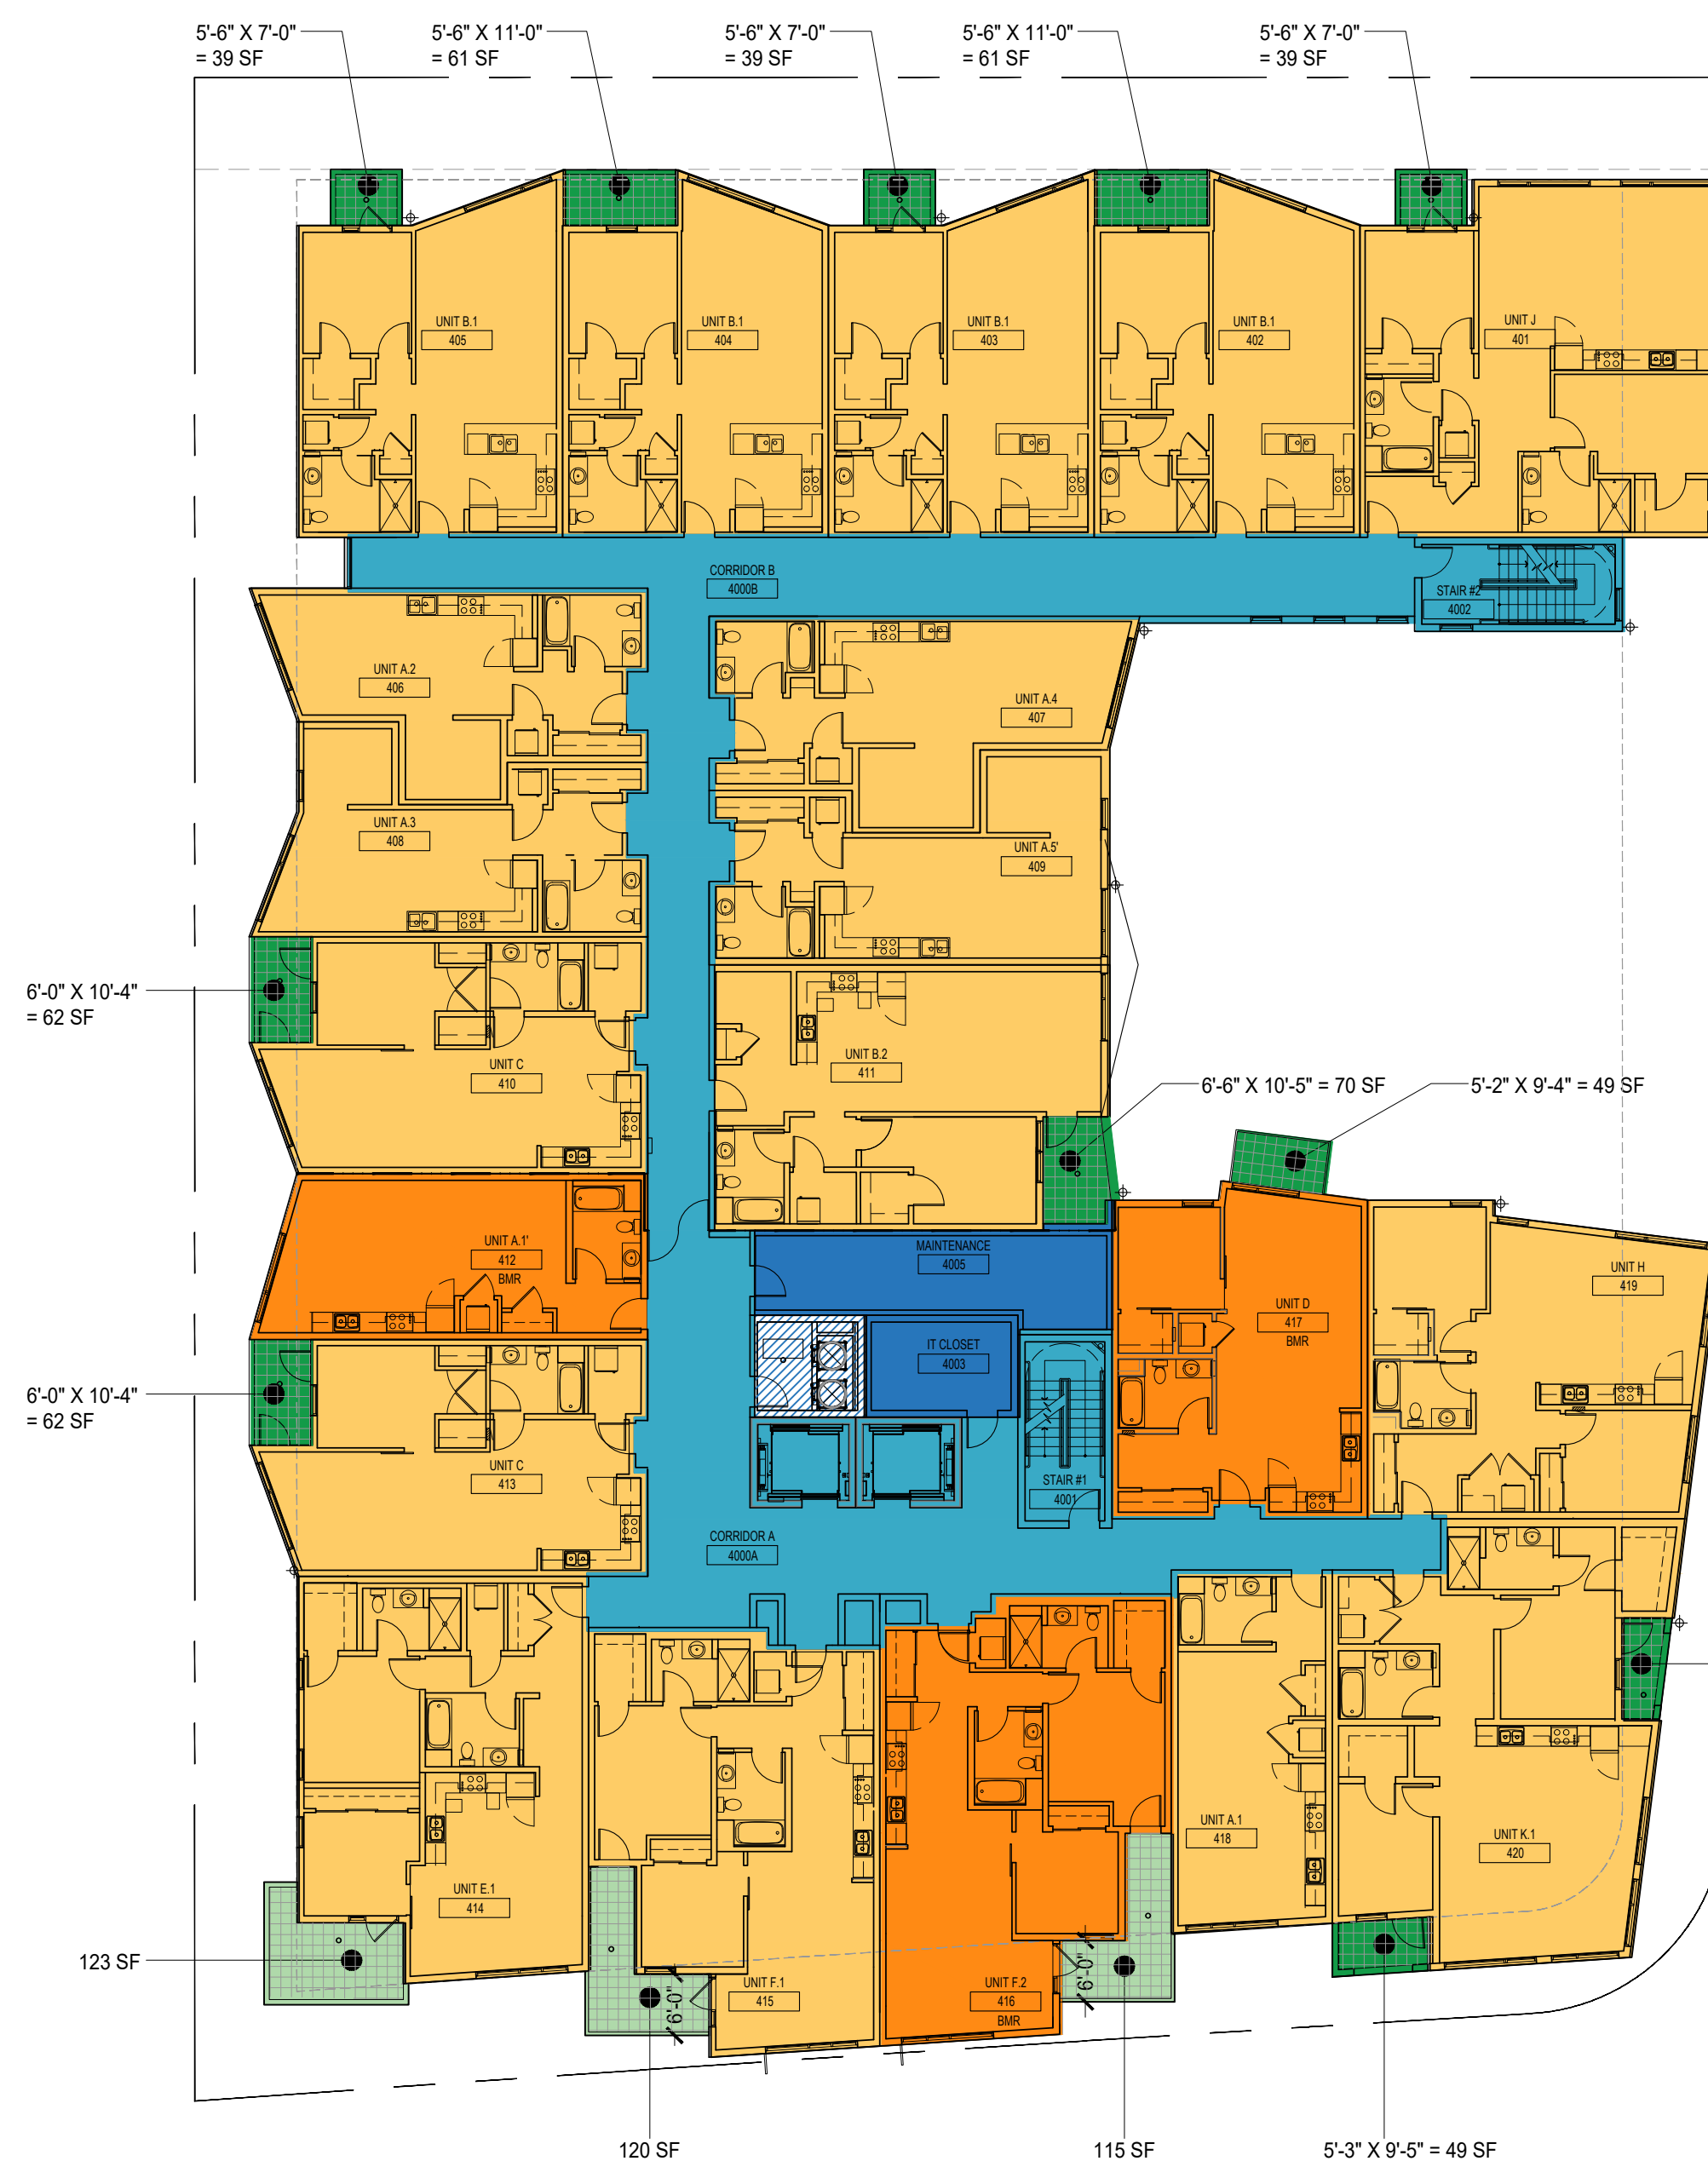 5'-6" X 7'-0"
= 39 SF
5'-6" X 11'-0"
= 61 SF
5'-6" X 7'-0"
= 39 SF
5'-6" X 11'-0"
= 61 SF
5'-6" X 7'-0"
= 39 SF
UNIT B.1
405
UNIT B.1
404
UNIT B.1
403
UNIT B.1
402
UNIT J
401
CORRIDOR B
4000B
STAIR #2
4002
UNIT A.2
406
UNIT A.4
407
UNIT A.3
408
UNIT A.5'
409
6'-0" X 10'-4"
= 62 SF
UNIT C
410
UNIT B.2
411
6'-6" X 10'-5" = 70 SF
5'-2" X 9'-4" = 49 SF
UNIT A.1'
412
BMR
MAINTENANCE
4005
UNIT H
419
UNIT D
417
BMR
IT CLOSET
4003
6'-0" X 10'-4"
= 62 SF
UNIT C
413
STAIR #1
4001
CORRIDOR A
4000A
UNIT A.1
418
UNIT K.1
420
UNIT E.1
414
123 SF
UNIT F.1
415
6'-0"
UNIT F.2
416
BMR
6'-0"
120 SF
115 SF
5'-3" X 9'-5" = 49 SF